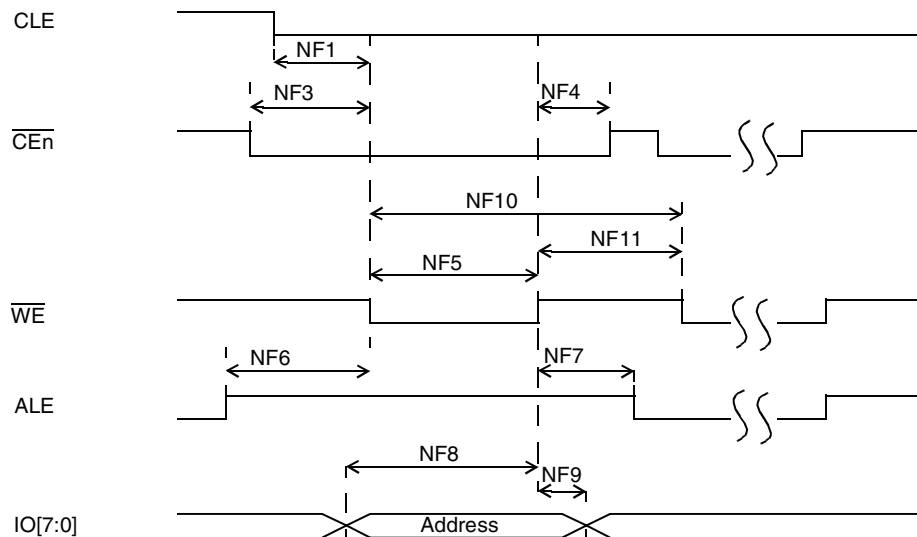 CLE
NF1
NF3
NF4
CEn
NF10
NF11
NF5
WE
NF6
NF7
ALE
NF8
NF9
IO[7:0]
Address